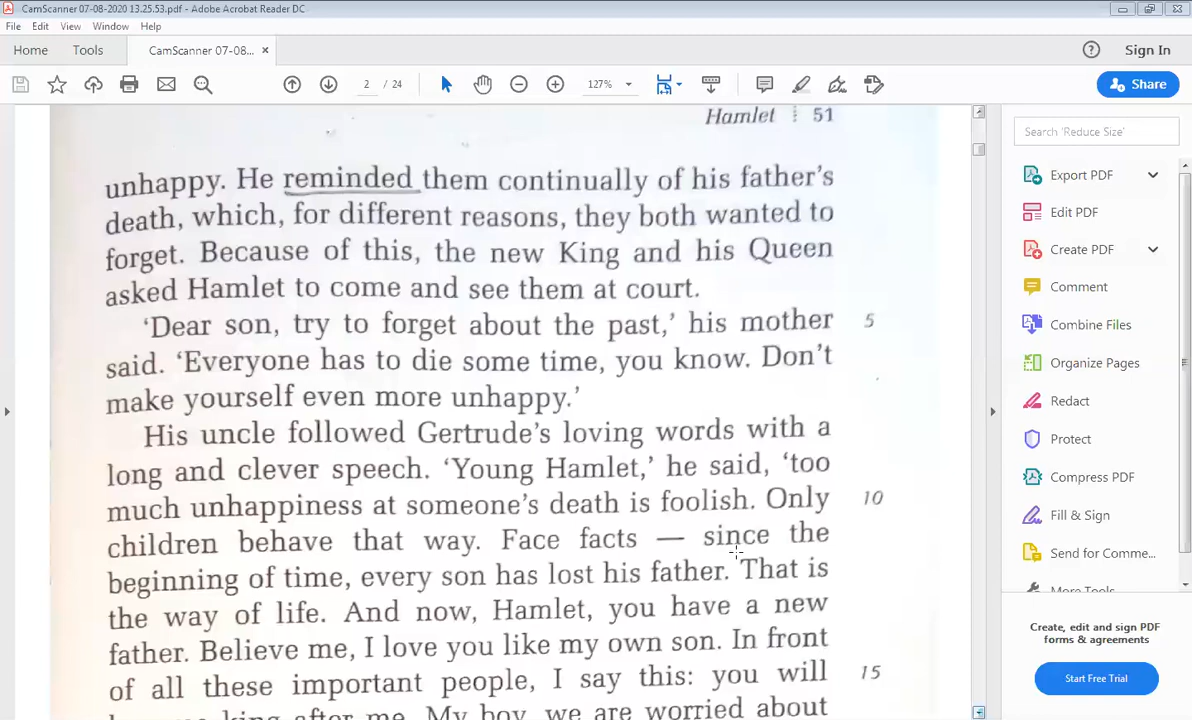 CamScanner 07-08-2020 13.25.53.pdf - Adobe Acrobat Reader DC
File Edit View Window Help
Home Tools CamScanner 07-08... × Sign In
2 / 24 127% Share
Search 'Reduce Size'
Export PDF
Edit PDF
Create PDF
Comment
Combine Files
Organize Pages
Redact
Protect
Compress PDF
Fill & Sign
Send for Comme...
More Tools
Create, edit and sign PDF
forms & agreements
Start Free Trial
Hamlet 51
unhappy. He reminded them continually of his father's
death, which, for different reasons, they both wanted to
forget. Because of this, the new King and his Queen
asked Hamlet to come and see them at court.
'Dear son, try to forget about the past,' his mother 5
said. 'Everyone has to die some time, you know. Don't
make yourself even more unhappy.'
His uncle followed Gertrude's loving words with a
long and clever speech. 'Young Hamlet,' he said, 'too
much unhappiness at someone's death is foolish. Only 10
children behave that way. Face facts — since the
beginning of time, every son has lost his father. That is
the way of life. And now, Hamlet, you have a new
father. Believe me, I love you like my own son. In front
of all these important people, I say this: you will 15
become king after me. My boy, we are worried about